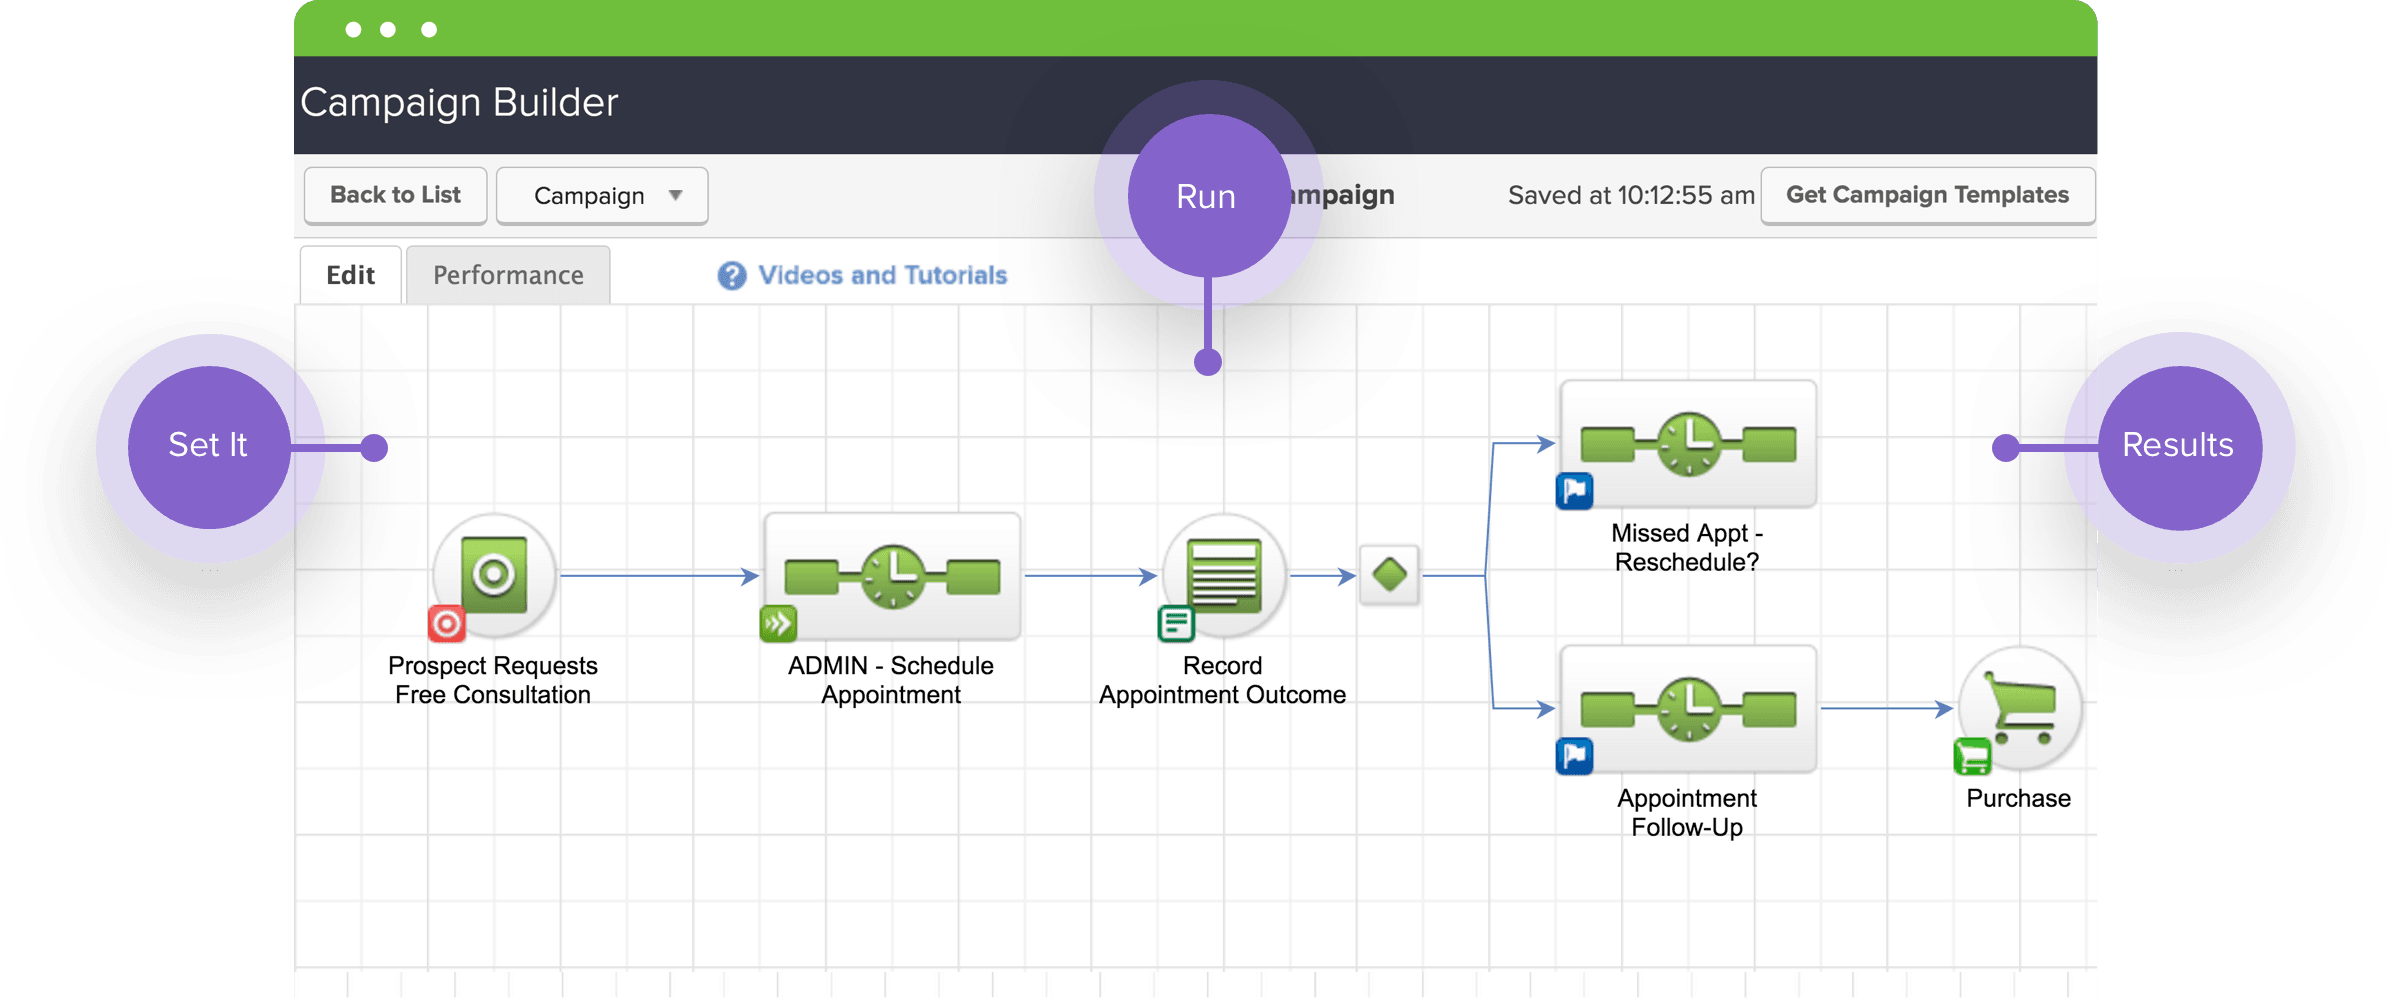 Campaign Builder
Back to List
Campaign
Run
Saved at 10:12:55 am
Get Campaign Templates
Edit
Performance
? Videos and Tutorials
Set It
Results
Missed Appt -
Reschedule?
Prospect Requests
Free Consultation
ADMIN - Schedule
Appointment
Record
Appointment Outcome
Appointment
Follow-Up
Purchase